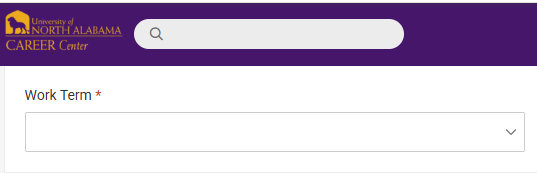 University of
NORTH ALABAMA
CAREER Center
Work Term *